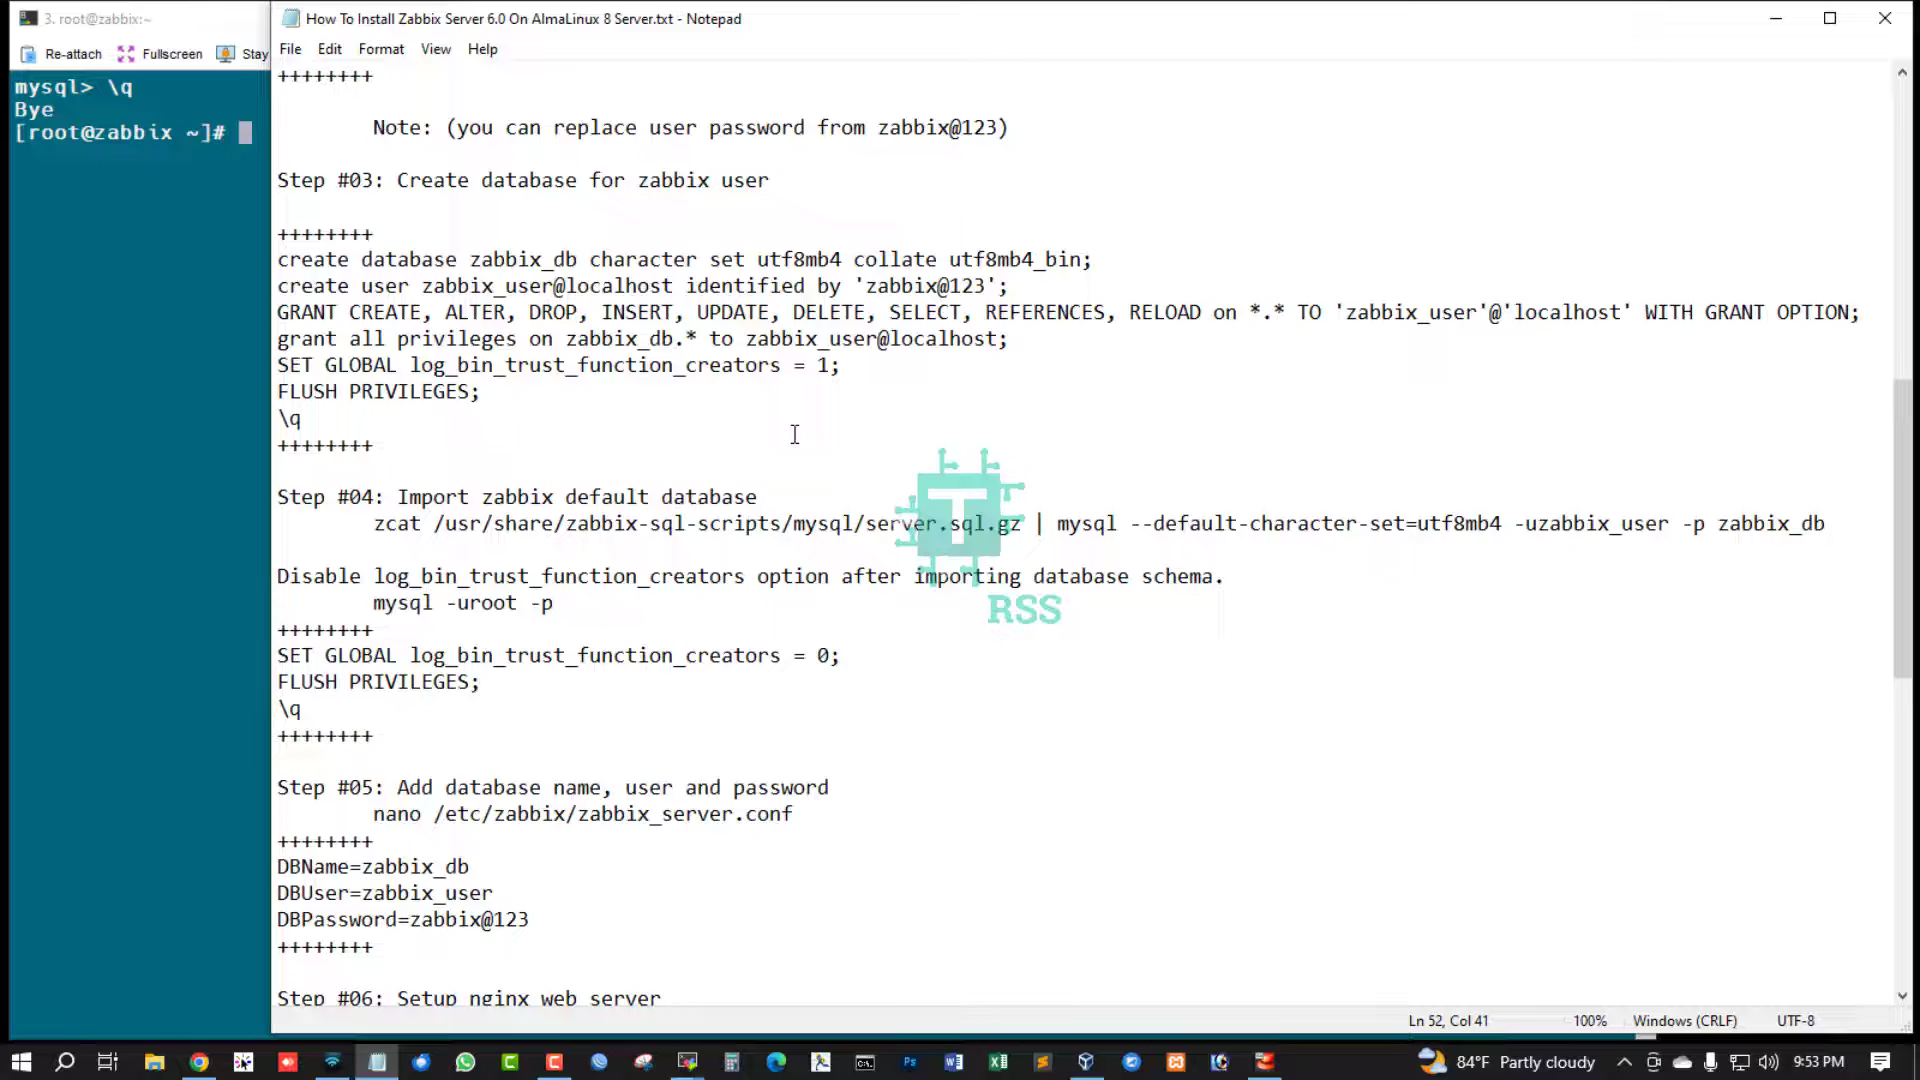 3. root@zabbix:~
How To Install Zabbix Server 6.0 On AlmaLinux 8 Server.txt - Notepad
Re-attach Fullscreen Stay
File Edit Format View Help
mysql> \q
Bye
[root@zabbix ~]#
++++++++
Note: (you can replace user password from zabbix@123)
Step #03: Create database for zabbix user
++++++++
create database zabbix_db character set utf8mb4 collate utf8mb4_bin;
create user zabbix_user@localhost identified by 'zabbix@123';
GRANT CREATE, ALTER, DROP, INSERT, UPDATE, DELETE, SELECT, REFERENCES, RELOAD on *.* TO 'zabbix_user'@'localhost' WITH GRANT OPTION;
grant all privileges on zabbix_db.* to zabbix_user@localhost;
SET GLOBAL log_bin_trust_function_creators = 1;
FLUSH PRIVILEGES;
\q
++++++++
Step #04: Import zabbix default database
zcat /usr/share/zabbix-sql-scripts/mysql/server.sql.gz | mysql --default-character-set=utf8mb4 -uzabbix_user -p zabbix_db
Disable log_bin_trust_function_creators option after importing database schema.
mysql -uroot -p
RSS
++++++++
SET GLOBAL log_bin_trust_function_creators = 0;
FLUSH PRIVILEGES;
\q
++++++++
Step #05: Add database name, user and password
nano /etc/zabbix/zabbix_server.conf
++++++++
DBName=zabbix_db
DBUser=zabbix_user
DBPassword=zabbix@123
++++++++
Step #06: Setup nginx web server
Ln 52, Col 41 100% Windows (CRLF) UTF-8
84°F Partly cloudy 9:53 PM